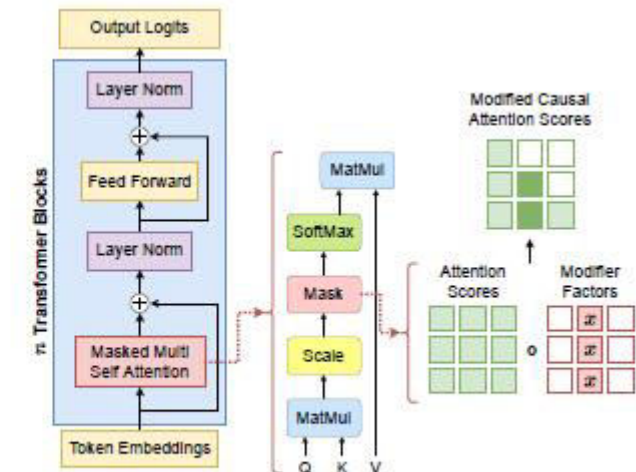 Output Logits
Layer Norm
Feed Forward
Layer Norm
Masked Multi
Self Attention
Token Embeddings
n Transformer Blocks
MatMul
SoftMax
Mask
Scale
MatMul
Q K V
Modified Causal
Attention Scores
Attention
Scores
Modifier
Factors
x
x
x